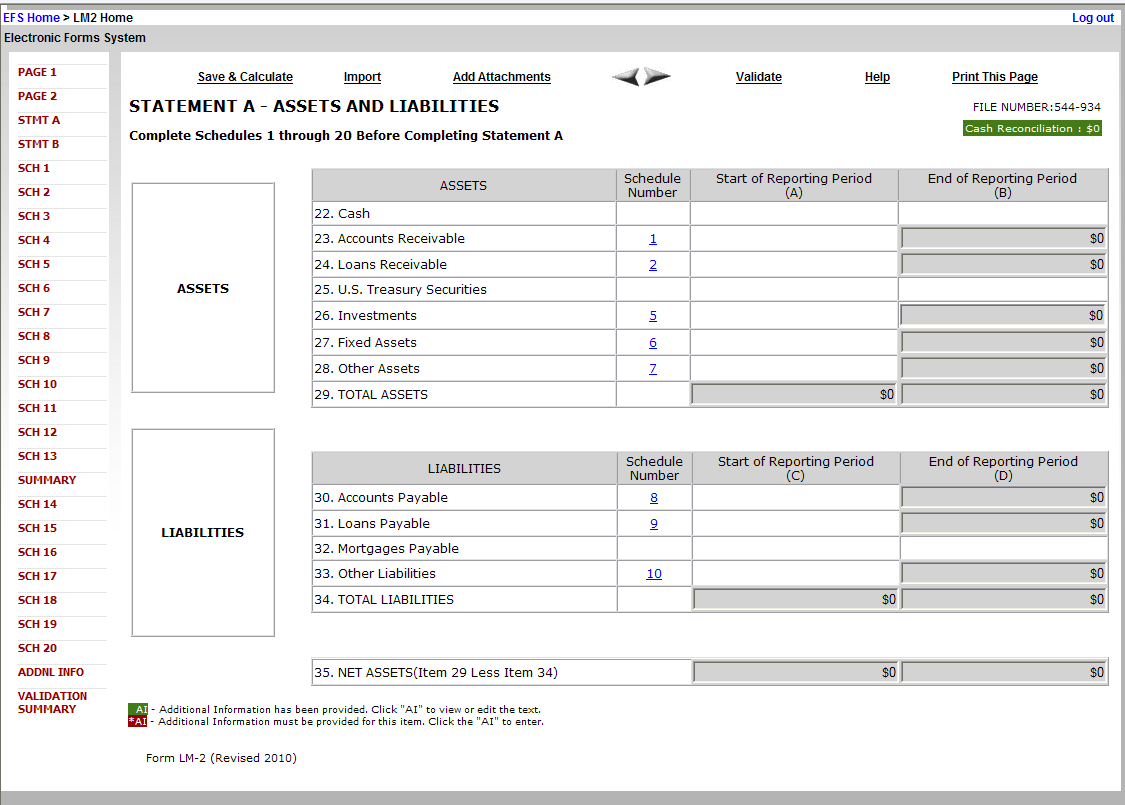 EFS Home > LM2 Home
Log out
Electronic Forms System
PAGE 1
PAGE 2
STMT A
STMT B
SCH 1
SCH 2
SCH 3
SCH 4
SCH 5
SCH 6
SCH 7
SCH 8
SCH 9
SCH 10
SCH 11
SCH 12
SCH 13
SUMMARY
SCH 14
SCH 15
SCH 16
SCH 17
SCH 18
SCH 19
SCH 20
ADDNL INFO
VALIDATION
SUMMARY
Save & Calculate Import Add Attachments Validate Help Print This Page
STATEMENT A - ASSETS AND LIABILITIES
FILE NUMBER:544-934
Complete Schedules 1 through 20 Before Completing Statement A
Cash Reconciliation : $0
ASSETS
ASSETS Schedule Number Start of Reporting Period (A) End of Reporting Period (B)
22. Cash
23. Accounts Receivable 1 $0
24. Loans Receivable 2 $0
25. U.S. Treasury Securities
26. Investments 5 $0
27. Fixed Assets 6 $0
28. Other Assets 7 $0
29. TOTAL ASSETS $0 $0
LIABILITIES
LIABILITIES Schedule Number Start of Reporting Period (C) End of Reporting Period (D)
30. Accounts Payable 8 $0
31. Loans Payable 9 $0
32. Mortgages Payable
33. Other Liabilities 10 $0
34. TOTAL LIABILITIES $0 $0
35. NET ASSETS(Item 29 Less Item 34) $0 $0
AI - Additional Information has been provided. Click "AI" to view or edit the text.
*AI - Additional Information must be provided for this item. Click the "AI" to enter.
Form LM-2 (Revised 2010)